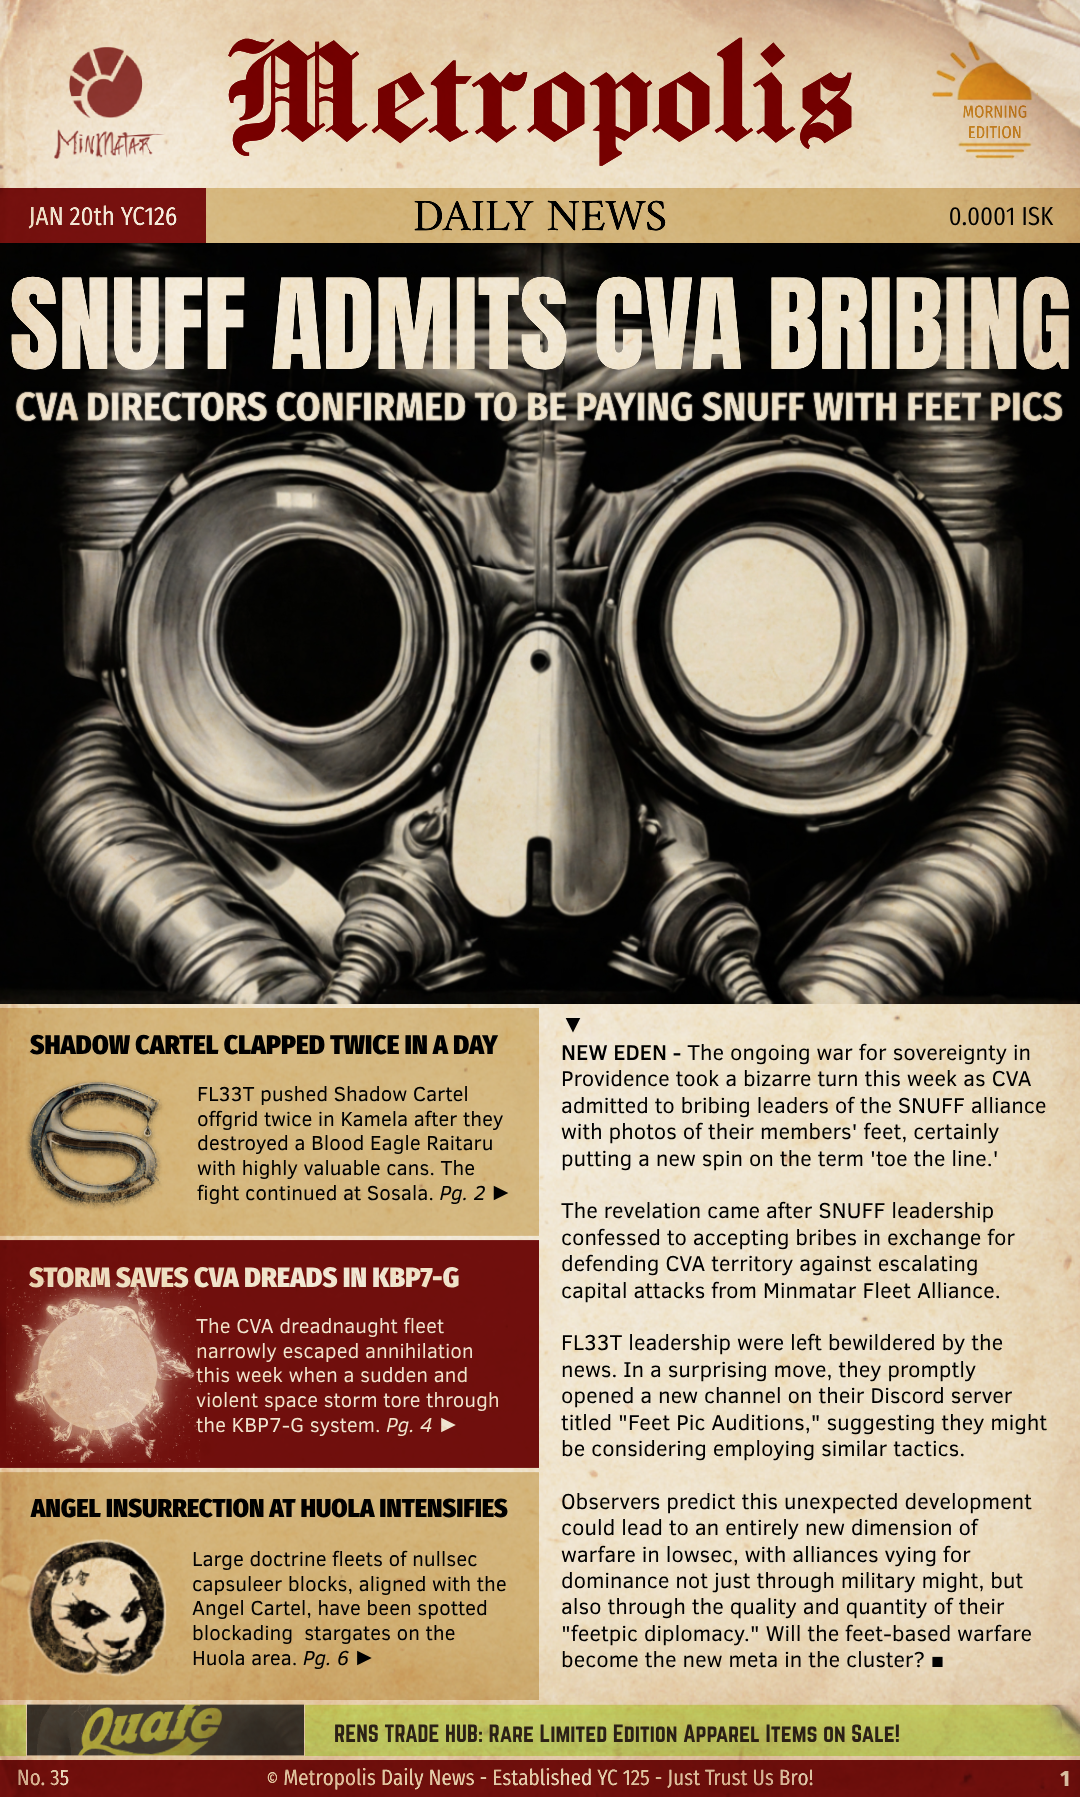 Metropolis
MINMATAR
MORNING
EDITION
JAN 20th YC126
DAILY NEWS
0.0001 ISK
SNUFF ADMITS CVA BRIBING
CVA DIRECTORS CONFIRMED TO BE PAYING SNUFF WITH FEET PICS
SHADOW CARTEL CLAPPED TWICE IN A DAY
FL33T pushed Shadow Cartel
offgrid twice in Kamela after they
destroyed a Blood Eagle Raitaru
with highly valuable cans. The
fight continued at Sosala. Pg. 2 ►
STORM SAVES CVA DREADS IN KBP7-G
The CVA dreadnaught fleet
narrowly escaped annihilation
this week when a sudden and
violent space storm tore through
the KBP7-G system. Pg. 4 ►
ANGEL INSURRECTION AT HUOLA INTENSIFIES
Large doctrine fleets of nullsec
capsuleer blocks, aligned with the
Angel Cartel, have been spotted
blockading  stargates on the
Huola area. Pg. 6 ►
▼
NEW EDEN - The ongoing war for sovereignty in
Providence took a bizarre turn this week as CVA
admitted to bribing leaders of the SNUFF alliance
with photos of their members' feet, certainly
putting a new spin on the term 'toe the line.'
The revelation came after SNUFF leadership
confessed to accepting bribes in exchange for
defending CVA territory against escalating
capital attacks from Minmatar Fleet Alliance.
FL33T leadership were left bewildered by the
news. In a surprising move, they promptly
opened a new channel on their Discord server
titled "Feet Pic Auditions," suggesting they might
be considering employing similar tactics.
Observers predict this unexpected development
could lead to an entirely new dimension of
warfare in lowsec, with alliances vying for
dominance not just through military might, but
also through the quality and quantity of their
"feetpic diplomacy." Will the feet-based warfare
become the new meta in the cluster? ■
Quafe
RENS TRADE HUB: RARE LIMITED EDITION APPAREL ITEMS ON SALE!
No. 35
© Metropolis Daily News - Established YC 125 - Just Trust Us Bro!
1